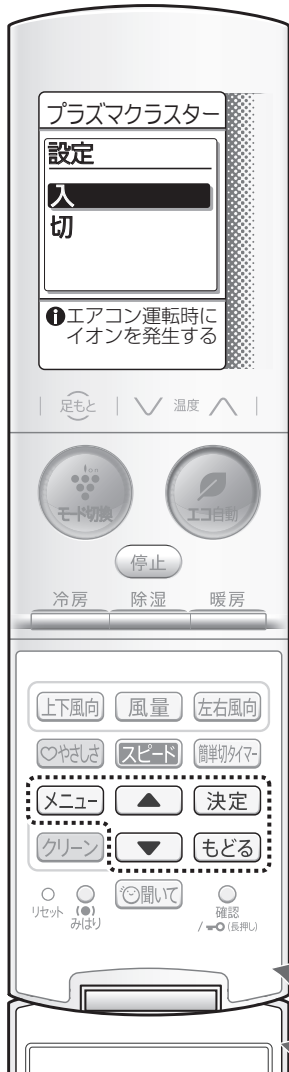 プラズマクラスター
設定
入
切
エアコン運転時に
イオンを発生する
足もと 温度
ion
モード切換 エコ自動
停止
冷房 除湿 暖房
上下風向 風量 左右風向
やさしさ スピード 簡単切タイマー
メニュー ▲ 決定
クリーン ▼ もどる
リセット みはり 聞いて 確認
/ (長押し)